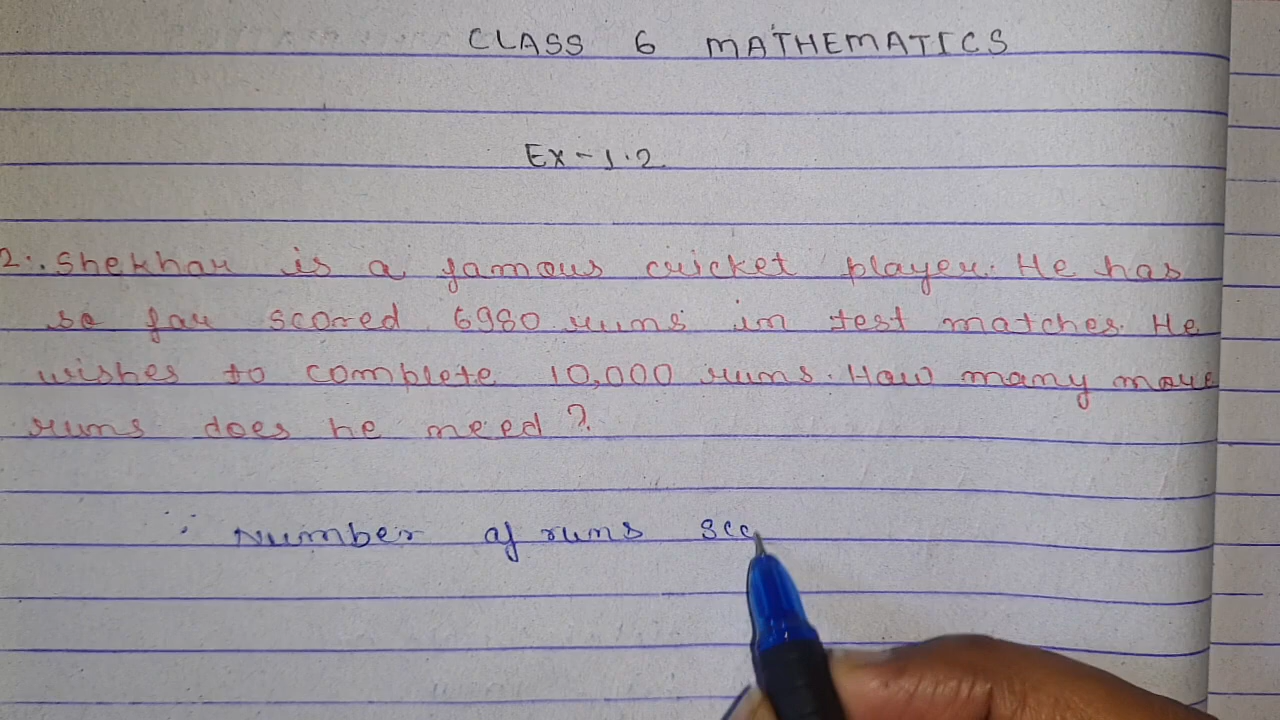 CLASS 6 MATHEMATICS
Ex-1.2
2. Shekhar is a famous cricket player. He has
so far scored 6980 runs in test matches. He
wishes to complete 10,000 runs. How many more
runs does he need?
∵ Number of runs sco